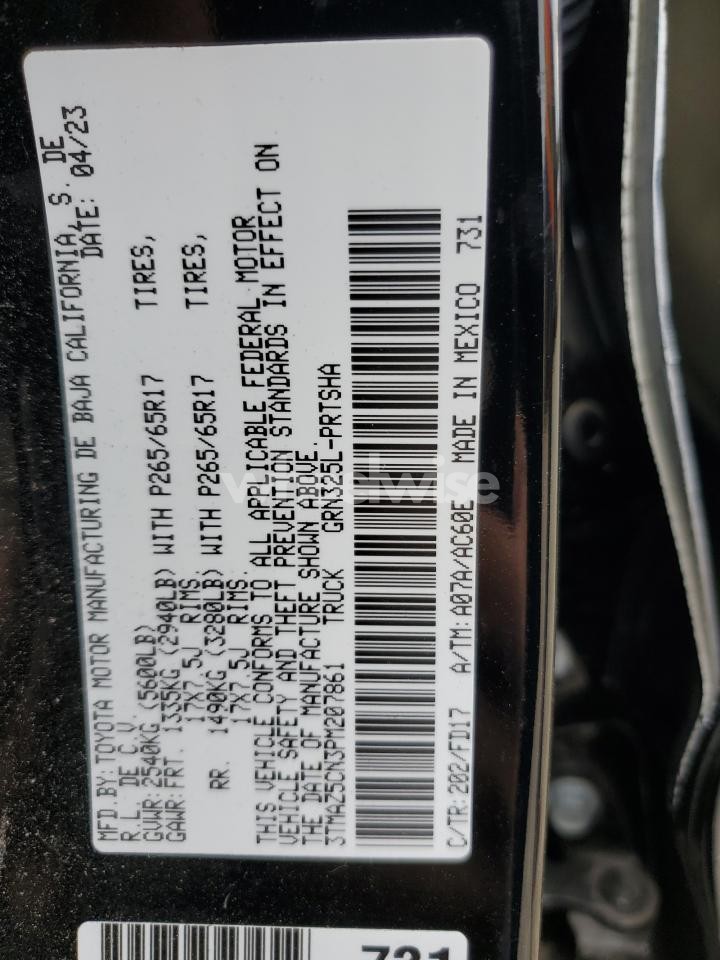 MFD.BY:TOYOTA MOTOR MANUFACTURING DE BAJA CALIFORNIA,S. DE
R.L. DE C.V. DATE: 04/23
GVWR:2540KG (5600LB)
GAWR:FRT. 1335KG (2940LB) WITH P265/65R17 TIRES,
17X7.5J RIMS.
RR. 1490KG (3280LB) WITH P265/65R17 TIRES,
17X7.5J RIMS.
THIS VEHICLE CONFORMS TO ALL APPLICABLE FEDERAL MOTOR
VEHICLE SAFETY AND THEFT PREVENTION STANDARDS IN EFFECT ON
THE DATE OF MANUFACTURE SHOWN ABOVE.
3TMAZ5CN3PM207861 TRUCK GRN325L-PRTSHA
C/TR:202/FD17 A/TM:A07A/AC60E MADE IN MEXICO 731
731